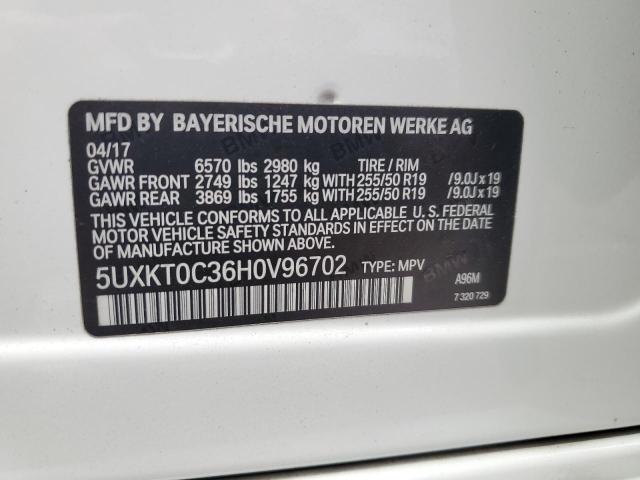 MFD BY BAYERISCHE MOTOREN WERKE AG
04/17
GVWR 6570 lbs 2980 kg TIRE / RIM
GAWR FRONT 2749 lbs 1247 kg WITH 255/50 R19 /9.0J x 19
GAWR REAR 3869 lbs 1755 kg WITH 255/50 R19 /9.0J x 19
THIS VEHICLE CONFORMS TO ALL APPLICABLE U. S. FEDERAL
MOTOR VEHICLE SAFETY STANDARDS IN EFFECT ON THE DATE
OF MANUFACTURE SHOWN ABOVE.
5UXKT0C36H0V96702 TYPE: MPV A96M
7 320 729